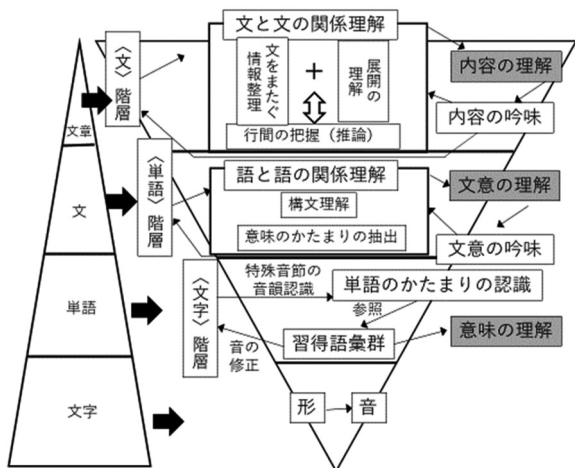 文と文の関係理解
〈文〉階層
文をまたぐ
情報整理
+
展開の
理解
行間の把握（推論）
内容の理解
内容の吟味
文章
〈単語〉階層
語と語の関係理解
構文理解
意味のかたまりの抽出
文意の理解
文意の吟味
文
〈文字〉階層
特殊音節の
音韻認識
単語のかたまりの認識
参照
単語
音の
修正
習得語彙群
意味の理解
文字
形
音